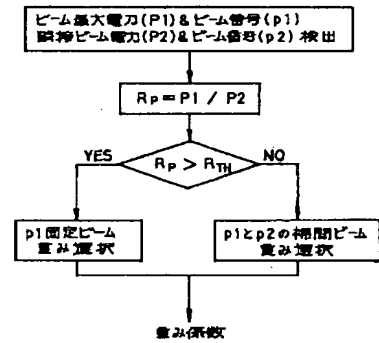 ビーム最大電力(P1)&ビーム番号(p1)
隣接ビーム電力(P2)&ビーム番号(p2) 検出
Rp=P1 / P2
YES
Rp > RTH
NO
p1固定ビーム
重み選択
p1とp2の補間ビーム
重み選択
重み係数